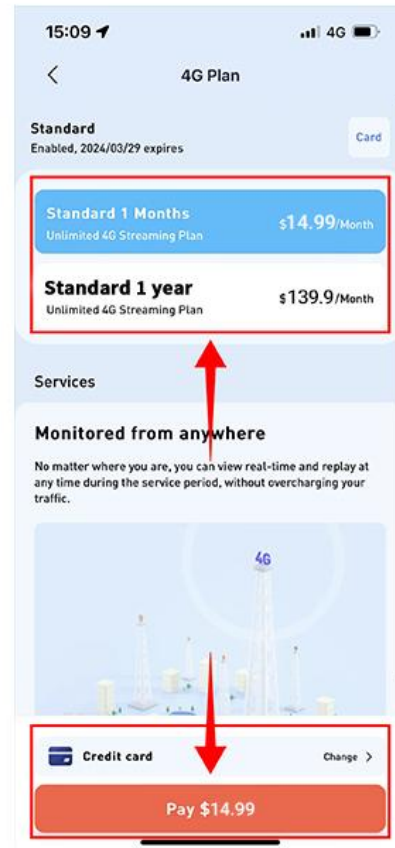 15:09 4G
4G Plan
Standard
Enabled, 2024/03/29 expires
Card
Standard 1 Months
Unlimited 4G Streaming Plan
$14.99/Month
Standard 1 year
Unlimited 4G Streaming Plan
$139.9/Month
Services
Monitored from anywhere
No matter where you are, you can view real-time and replay at
any time during the service period, without overcharging your
traffic.
4G
Credit card
Change >
Pay $14.99